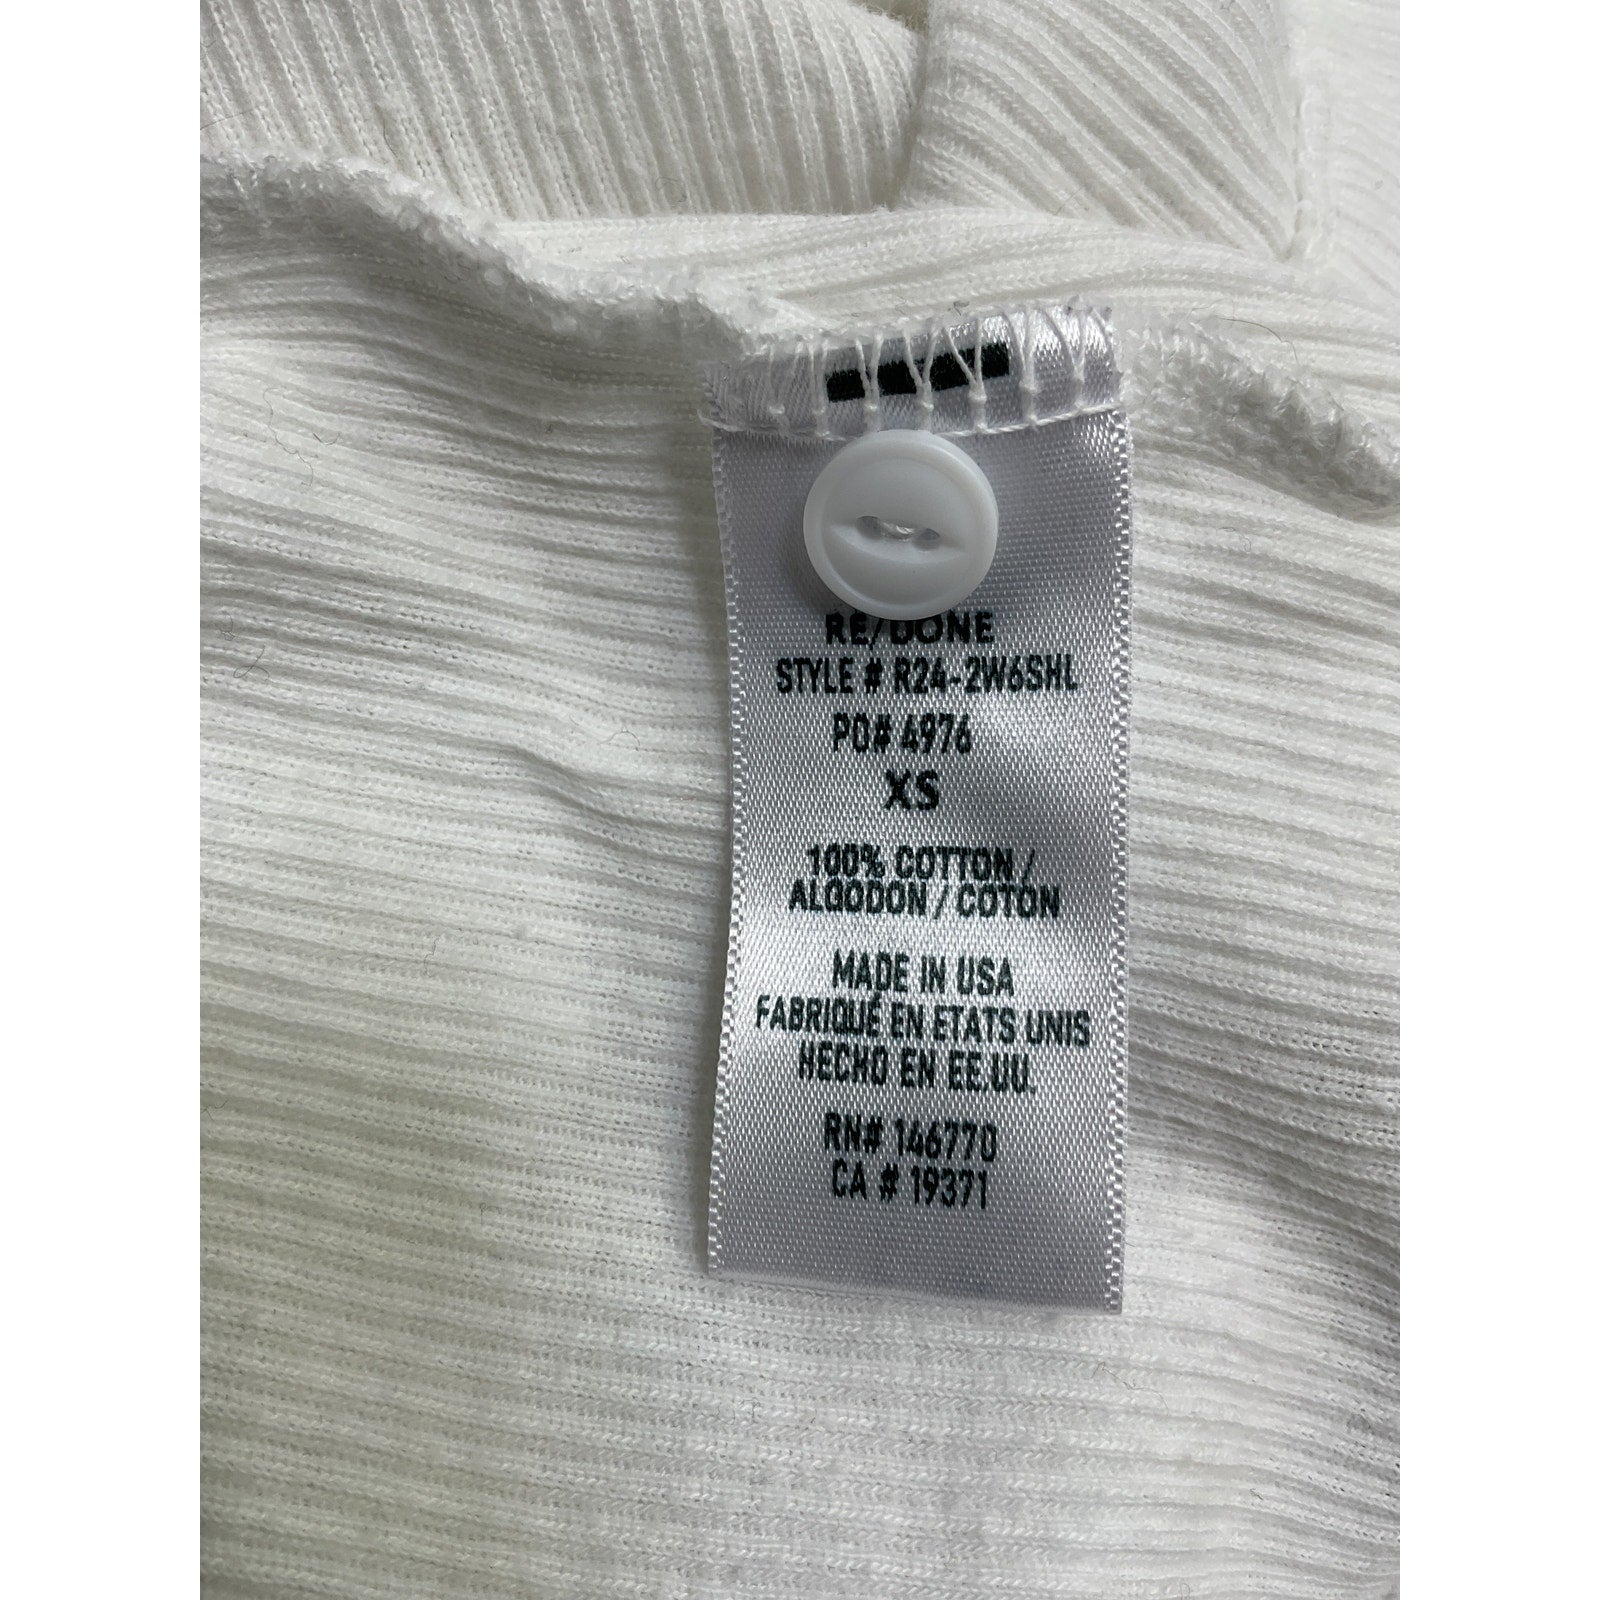 RE/DONE
STYLE # R24-2W6SHL
PO# 4976
XS
100% COTTON /
ALGODON / COTON
MADE IN USA
FABRIQUÉ EN ETATS UNIS
HECHO EN EE.UU.
RN# 146770
CA # 19371